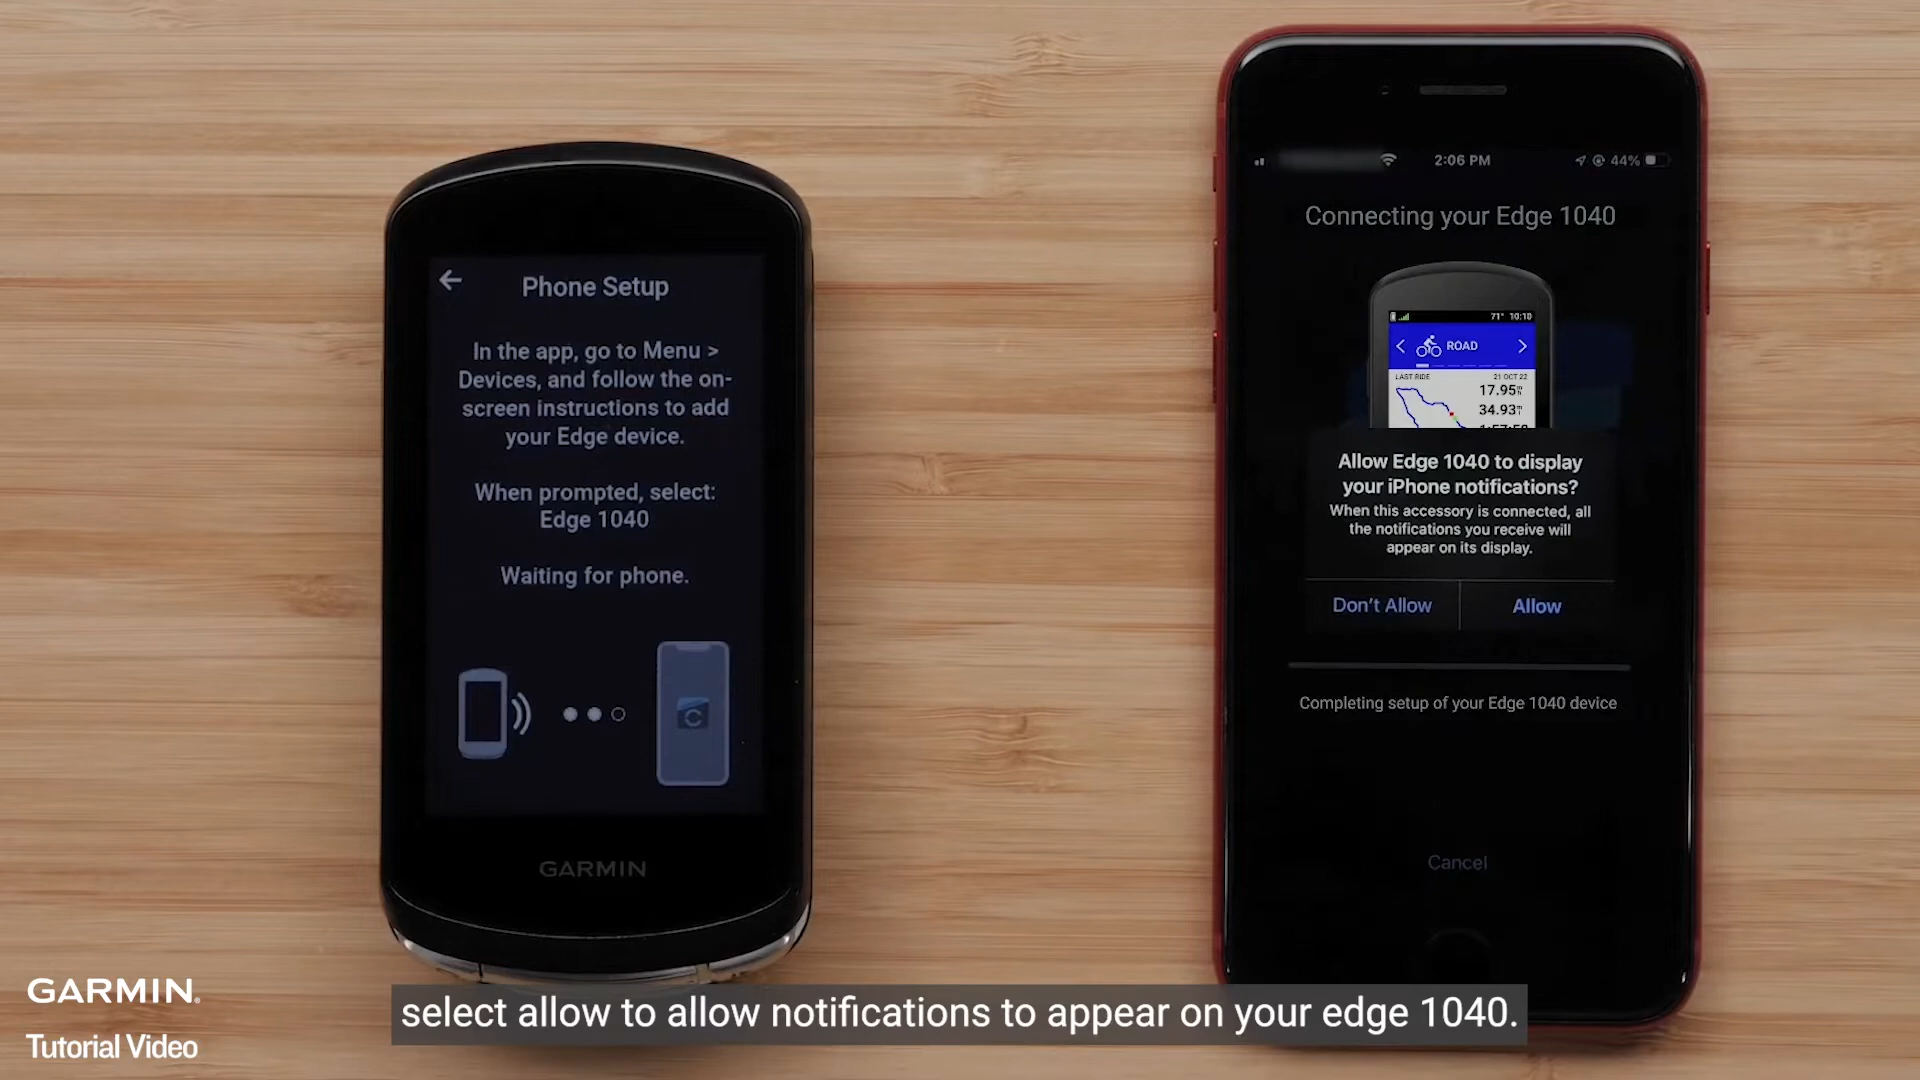 Phone Setup
In the app, go to Menu >
Devices, and follow the on-
screen instructions to add
your Edge device.
When prompted, select:
Edge 1040
Waiting for phone.
GARMIN
2:06 PM
44%
Connecting your Edge 1040
71° 10:10
ROAD
LAST RIDE
21 OCT 22
17.95
34.93
Allow Edge 1040 to display
your iPhone notifications?
When this accessory is connected, all
the notifications you receive will
appear on its display.
Don't Allow
Allow
Completing setup of your Edge 1040 device
Cancel
GARMIN
Tutorial Video
select allow to allow notifications to appear on your edge 1040.